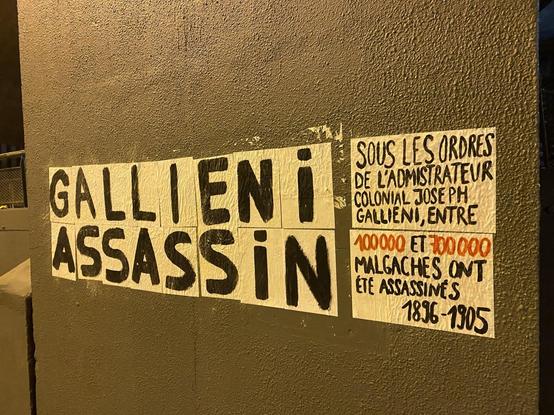 GALLIENi
ASSASSiN
SOUS LES ORDRES
DE L'ADMISTRATEUR
COLONIAL JOSEPH
GALLIENI, ENTRE
100000 ET 700000
MALGACHES ONT
ÉTÉ ASSASSINÉS
1896-1905